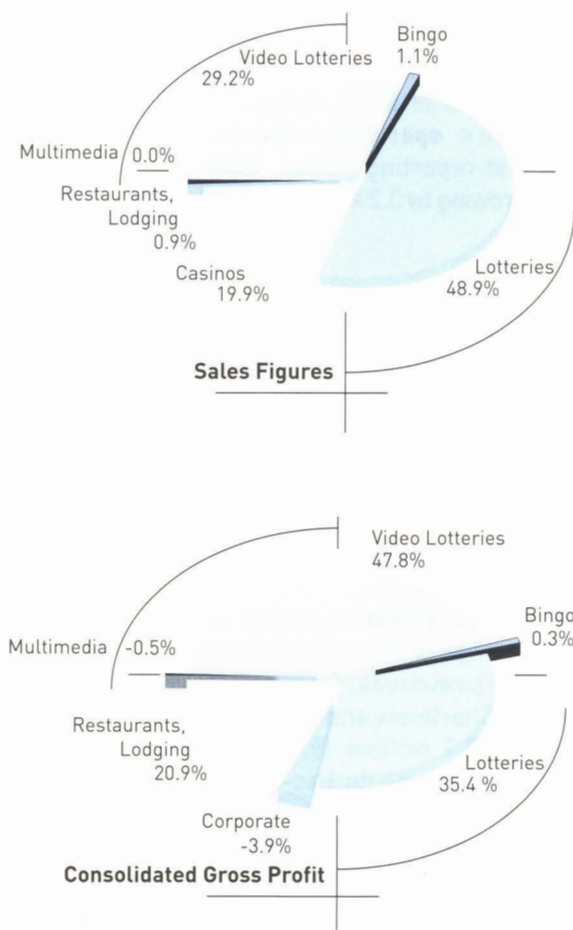 Bingo
1.1%
Video Lotteries
29.2%
Multimedia 0.0%
Restaurants,
Lodging
0.9%
Casinos
19.9%
Lotteries
48.9%
Sales Figures
Video Lotteries
47.8%
Bingo
0.3%
Multimedia -0.5%
Restaurants,
Lodging
20.9%
Lotteries
35.4 %
Corporate
-3.9%
Consolidated Gross Profit